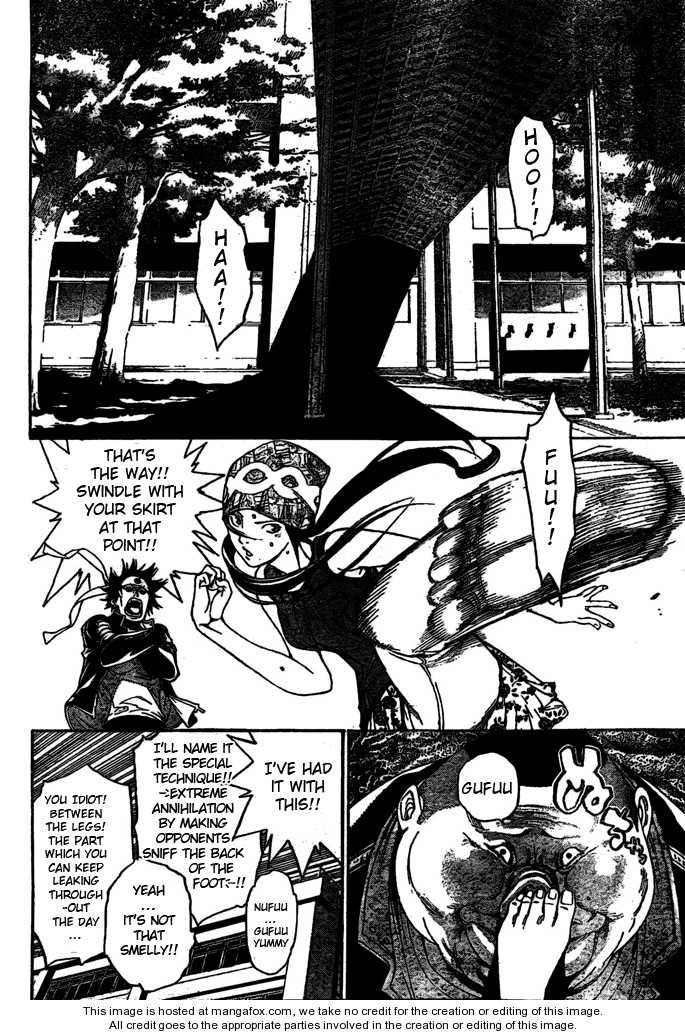 HOO!!
HAA!!
FUU!!
THAT'S
THE WAY!!
SWINDLE WITH
YOUR SKIRT
AT THAT
POINT!!
GUFUU
I'VE HAD
IT WITH
THIS!!
I'LL NAME IT
THE SPECIAL
TECHNIQUE!!
-:EXTREME
ANNIHILATION
BY MAKING
OPPONENTS
SNIFF THE BACK
OF THE
FOOT:-!!
NUFUU
...
GUFUU
YUMMY
YOU IDIOT!
BETWEEN
THE LEGS!
THE PART
WHICH YOU
CAN KEEP
LEAKING
THROUGH
-OUT
THE DAY
...
YEAH
...
IT'S NOT
THAT
SMELLY!!
This image is hosted at mangafox.com, we take no credit for the creation or editing of this image.
All credit goes to the appropriate parties involved in the creation and editing of this image.